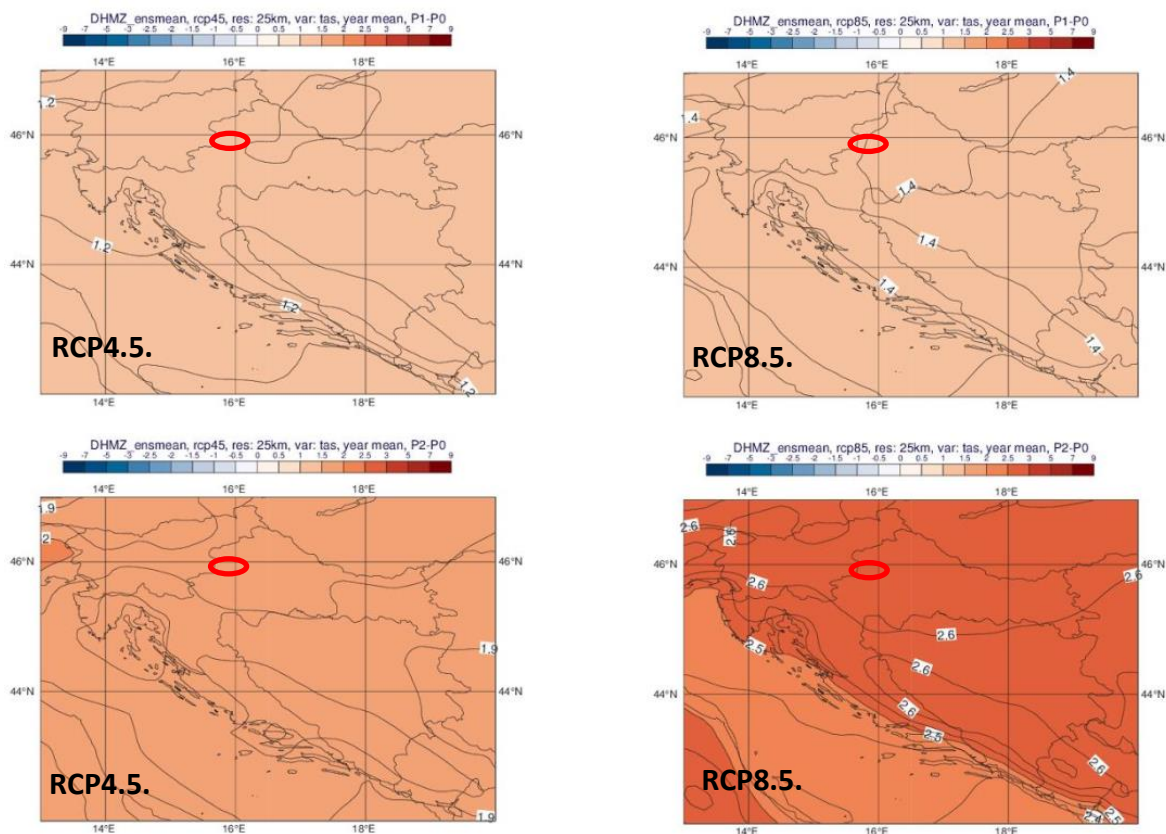 DHMZ_ensmean, rcp45, res: 25km, var: tas, year mean, P1-P0
-9 -7 -5 -3 -2 -1.5 -1 -0.5 0 0.5 1 1.5 2 2.5 3 5 7 9
14°E 16°E 18°E
1.2
46°N
1.2
44°N
1.2
RCP4.5.
1.2
14°E 16°E 18°E
DHMZ_ensmean, rcp85, res: 25km, var: tas, year mean, P1-P0
-9 -7 -5 -3 -2 -1.5 -1 -0.5 0 0.5 1 1.5 2 2.5 3 5 7 9
14°E 16°E 18°E
1.4
1.4
46°N 46°N
1.4
1.4
44°N 44°N
1.4
1.4
RCP8.5.
14°E 16°E 18°E
DHMZ_ensmean, rcp45, res: 25km, var: tas, year mean, P2-P0
-9 -7 -5 -3 -2 -1.5 -1 -0.5 0 0.5 1 1.5 2 2.5 3 5 7 9
14°E 16°E 18°E
1.9
2
46°N
1.9
44°N
RCP4.5.
1.9
14°E 16°E 18°E
DHMZ_ensmean, rcp85, res: 25km, var: tas, year mean, P2-P0
-9 -7 -5 -3 -2 -1.5 -1 -0.5 0 0.5 1 1.5 2 2.5 3 5 7 9
14°E 16°E 18°E
2.6 2.6
2.6
46°N 46°N
2.6 2.6
2.6
2.5
2.6
44°N 44°N
2.6
2.5
2.6
RCP8.5.
2.4 2.5
14°E 16°E 18°E